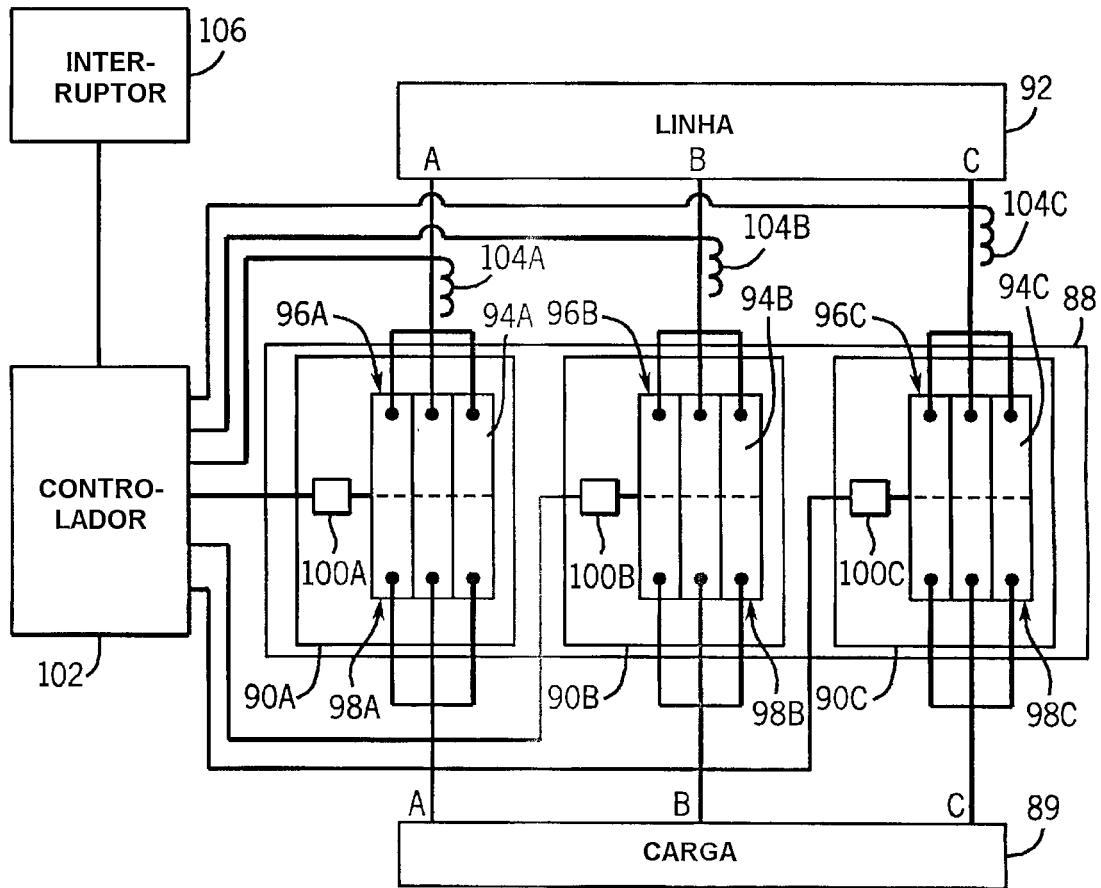 INTER-
RUPTOR
106
LINHA
A B C
92
104A
104B
104C
96A
94A
96B
94B
96C
94C
88
CONTRO-
LADOR
102
100A
100B
100C
90A
98A
90B
98B
90C
98C
A B C
CARGA
89